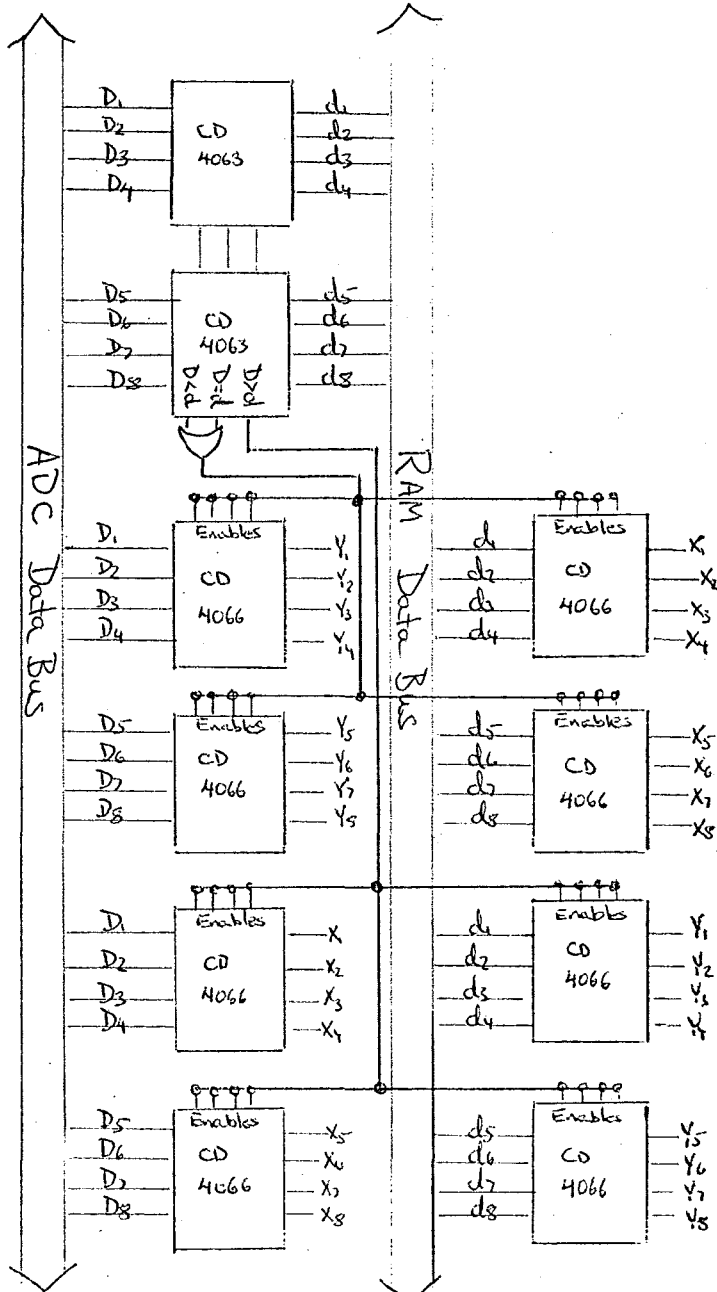 D1 d1
D2 CD d2
D3 4063 d3
D4 d4
D5 d5
D6 CD d6
D7 4063 d7
D8 d8
D<d D=d D>d
ADC Data Bus
RAM Data Bus
Enables
D1 Y1
D2 CD Y2
D3 4066 Y3
D4 Y4
Enables
d1 X1
d2 CD X2
d3 4066 X3
d4 X4
Enables
D5 Y5
D6 CD Y6
D7 4066 Y7
D8 Y8
Enables
d5 X5
d6 CD X6
d7 4066 X7
d8 X8
Enables
D1 X
D2 CD X2
D3 4066 X3
D4 X4
Enables
d1 Y1
d2 CD Y2
d3 4066 Y3
d4 Y4
Enables
D5 X5
D6 CD X6
D7 4066 X7
D8 X8
Enables
d5 Y5
d6 CD Y6
d7 4066 Y7
d8 Y8